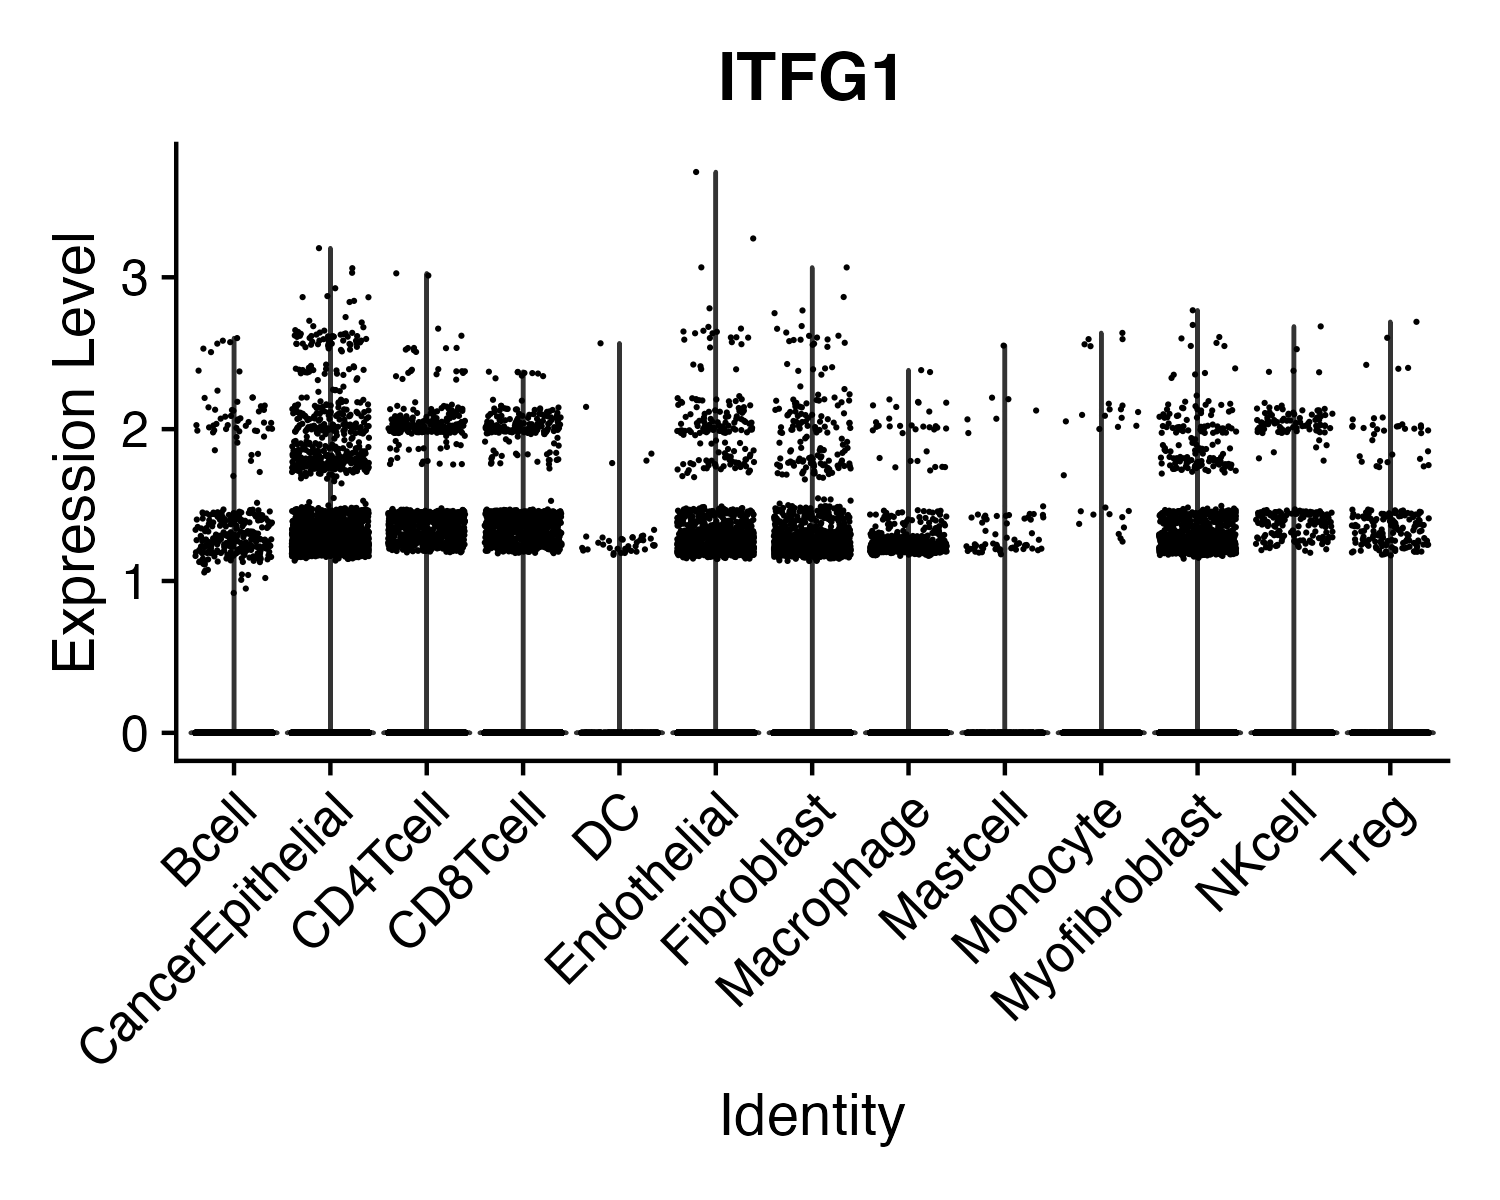 ITFG1
Expression Level
3
2
1
0
Bcell
CancerEpithelial
CD4Tcell
CD8Tcell
DC
Endothelial
Fibroblast
Macrophage
Mastcell
Monocyte
Myofibroblast
NKcell
Treg
Identity